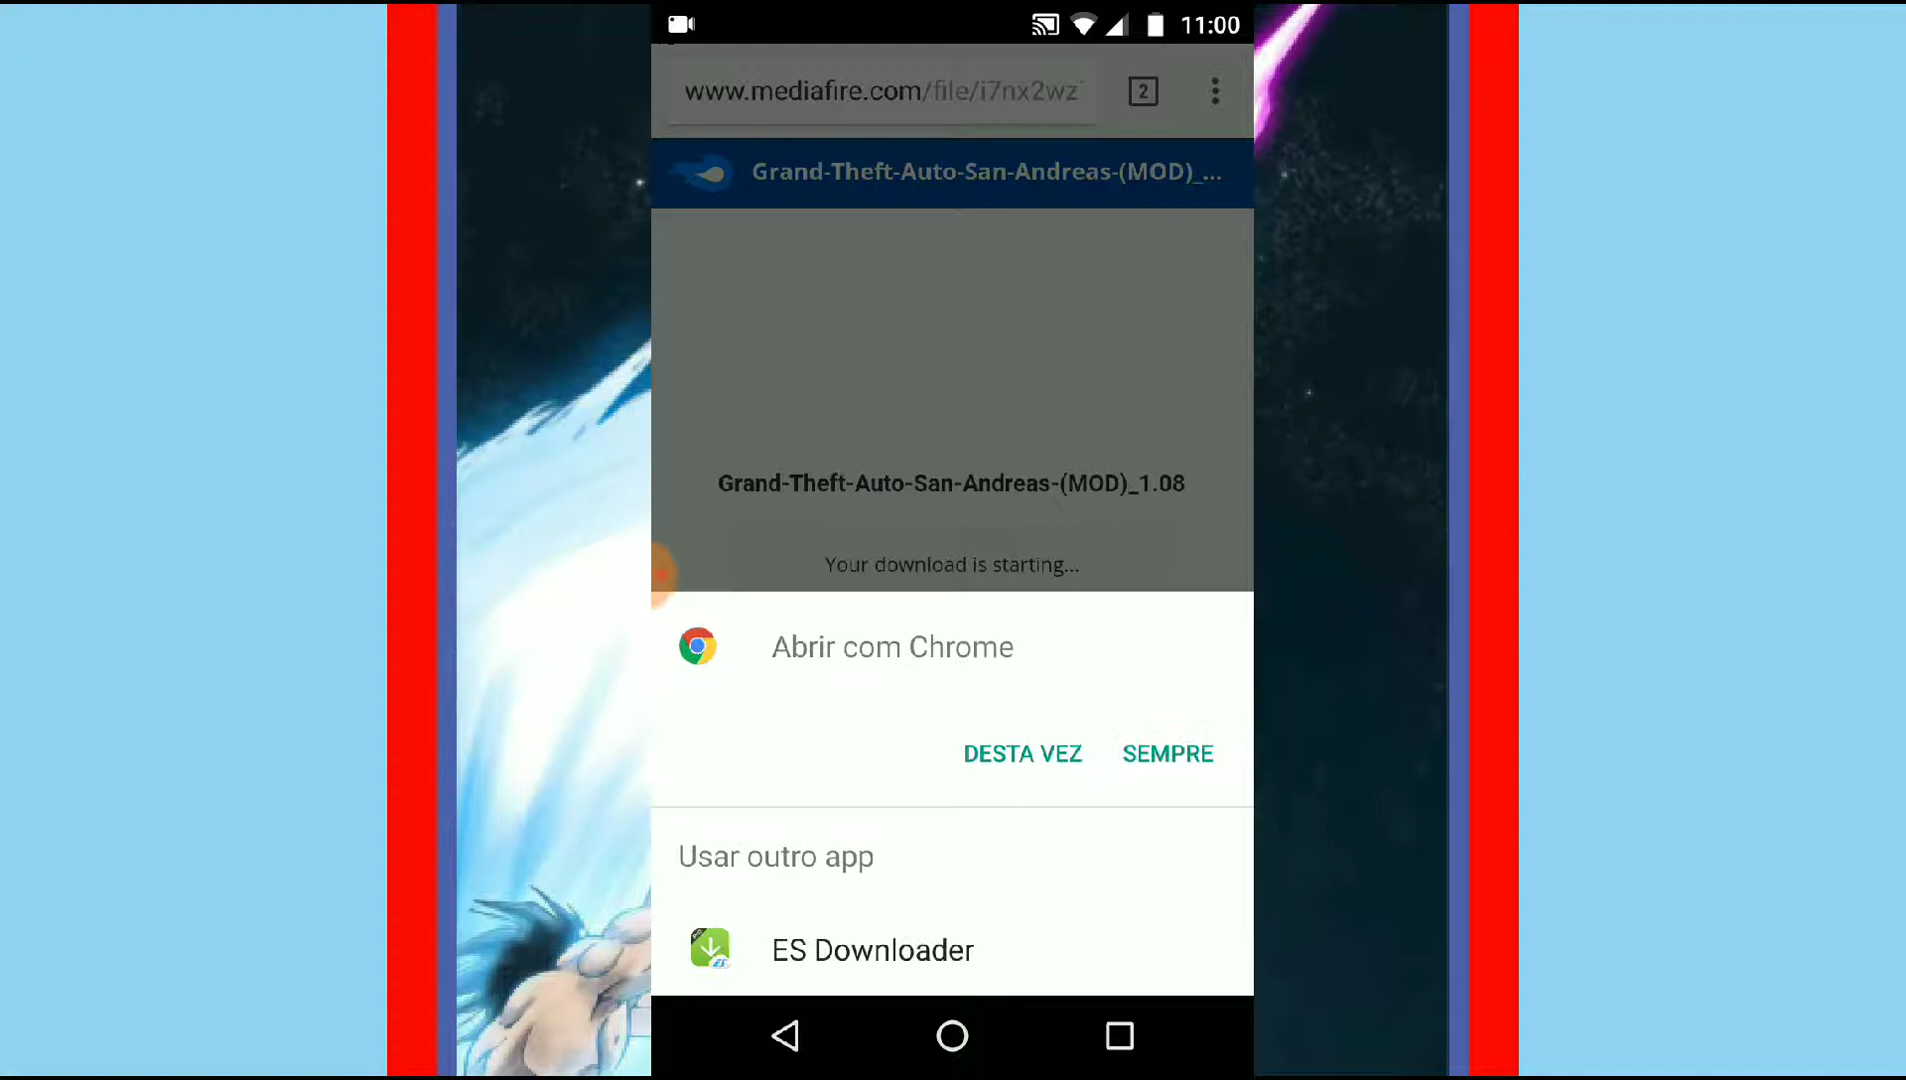 11:00
www.mediafire.com/file/i7nx2wz
2
Grand-Theft-Auto-San-Andreas-(MOD)_...
Grand-Theft-Auto-San-Andreas-(MOD)_1.08
Your download is starting...
Abrir com Chrome
DESTA VEZ SEMPRE
Usar outro app
ES Downloader